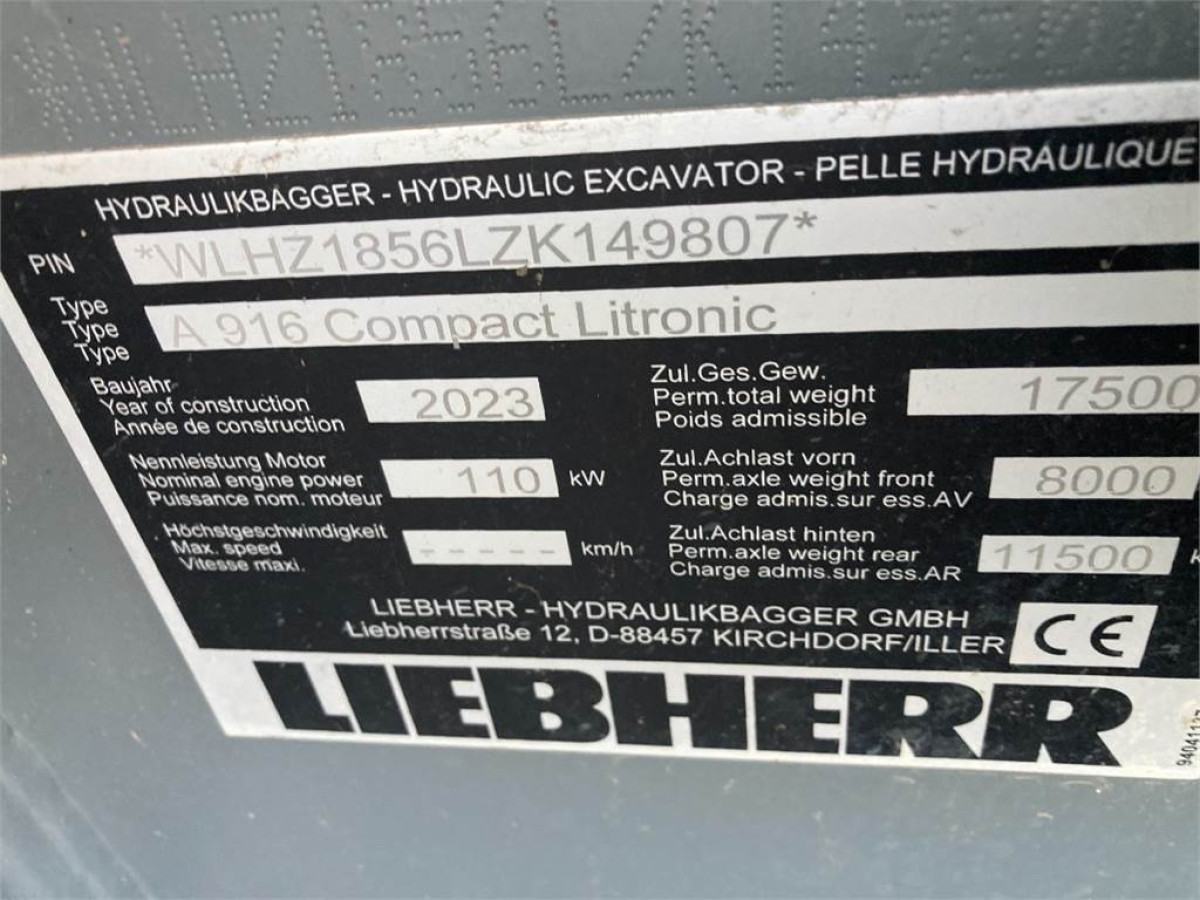 HYDRAULIKBAGGER - HYDRAULIC EXCAVATOR - PELLE HYDRAULIQUE
PIN *WLHZ1856LZK149807*
Type
Type A 916 Compact Litronic
Type
Baujahr
Year of construction 2023
Année de construction
Zul.Ges.Gew.
Perm.total weight 17500
Poids admissible
Nennleistung Motor
Nominal engine power 110 kW
Puissance nom. moteur
Zul.Achlast vorn
Perm.axle weight front 8000
Charge admis.sur ess.AV
Höchstgeschwindigkeit
Max. speed - - - - - km/h
Vitesse maxi.
Zul.Achlast hinten
Perm.axle weight rear 11500
Charge admis.sur ess.AR
LIEBHERR - HYDRAULIKBAGGER GMBH
Liebherrstraße 12, D-88457 KIRCHDORF/ILLER
CE
LIEBHERR